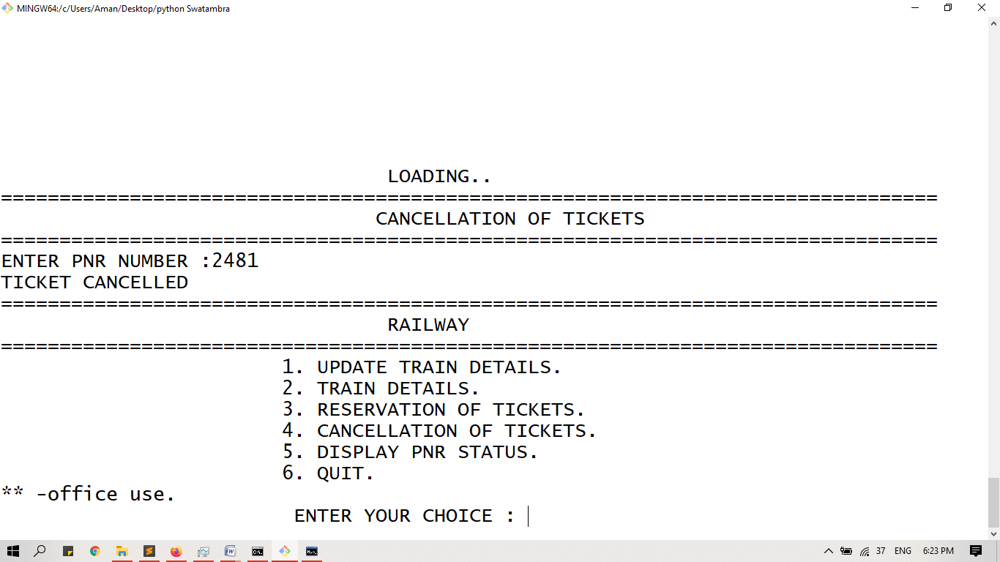 MINGW64:/c/Users/Aman/Desktop/python Swatambra
LOADING..
================================================================================
CANCELLATION OF TICKETS
================================================================================
ENTER PNR NUMBER :2481
TICKET CANCELLED
================================================================================
RAILWAY
================================================================================
1. UPDATE TRAIN DETAILS.
2. TRAIN DETAILS.
3. RESERVATION OF TICKETS.
4. CANCELLATION OF TICKETS.
5. DISPLAY PNR STATUS.
6. QUIT.
** -office use.
ENTER YOUR CHOICE :
37 ENG 6:23 PM